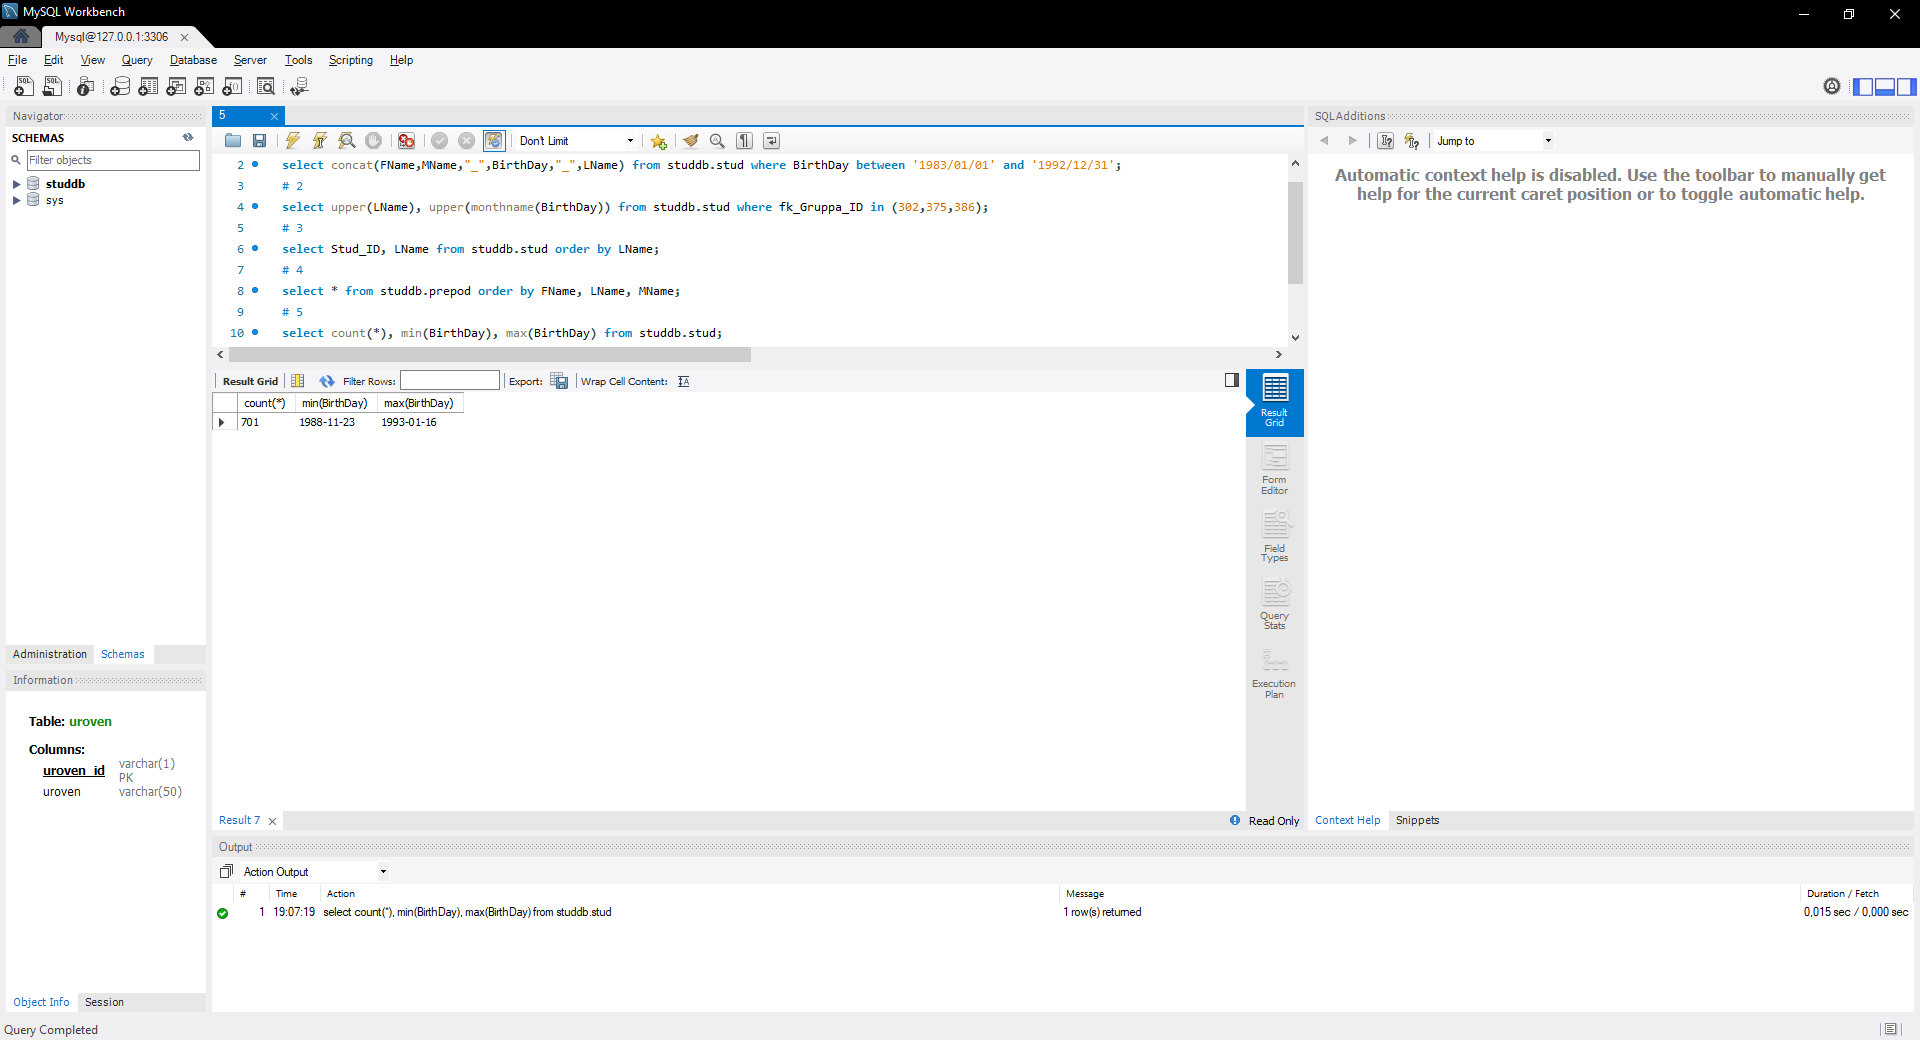 MySQL Workbench
Mysql@127.0.0.1:3306
File Edit View Query Database Server Tools Scripting Help
Navigator
SCHEMAS
Filter objects
studdb
sys
Administration Schemas
Information
Table: uroven
Columns:
uroven_id varchar(1) PK
uroven varchar(50)
Object Info Session
5
Don't Limit
2 select concat(FName,MName,"_",BirthDay,"_",LName) from studdb.stud where BirthDay between '1983/01/01' and '1992/12/31';
3 # 2
4 select upper(LName), upper(monthname(BirthDay)) from studdb.stud where fk_Gruppa_ID in (302,375,386);
5 # 3
6 select Stud_ID, LName from studdb.stud order by LName;
7 # 4
8 select * from studdb.prepod order by FName, LName, MName;
9 # 5
10 select count(*), min(BirthDay), max(BirthDay) from studdb.stud;
Result Grid Filter Rows: Export: Wrap Cell Content:
count(*) min(BirthDay) max(BirthDay)
701 1988-11-23 1993-01-16
Result Grid
Form Editor
Field Types
Query Stats
Execution Plan
Result 7 Read Only
SQLAdditions
Jump to
Automatic context help is disabled. Use the toolbar to manually get
help for the current caret position or to toggle automatic help.
Context Help Snippets
Output
Action Output
# Time Action Message Duration / Fetch
1 19:07:19 select count(*), min(BirthDay), max(BirthDay) from studdb.stud 1 row(s) returned 0,015 sec / 0,000 sec
Query Completed